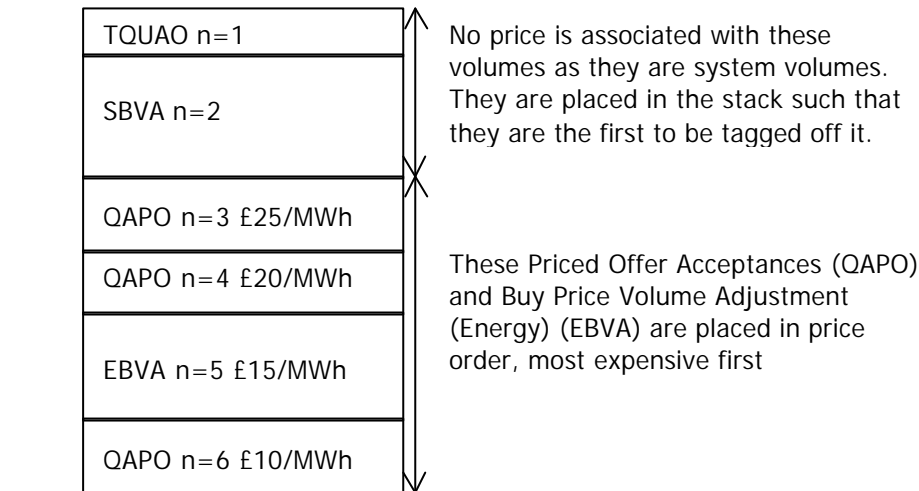 TQUAO n=1
SBVA n=2
QAPO n=3 £25/MWh
QAPO n=4 £20/MWh
EBVA n=5 £15/MWh
QAPO n=6 £10/MWh
No price is associated with these
volumes as they are system volumes.
They are placed in the stack such that
they are the first to be tagged off it.
These Priced Offer Acceptances (QAPO)
and Buy Price Volume Adjustment
(Energy) (EBVA) are placed in price
order, most expensive first